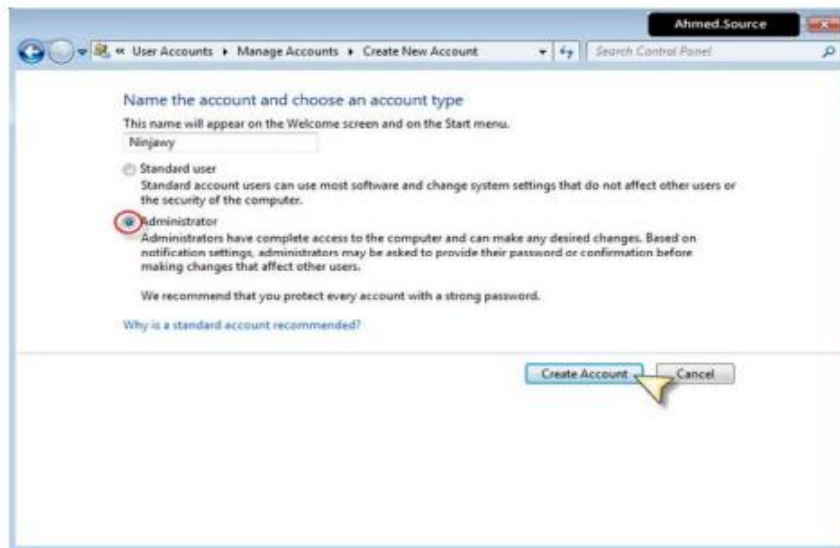 Ahmed.Source
« User Accounts ▸ Manage Accounts ▸ Create New Account
Search Control Panel
Name the account and choose an account type
This name will appear on the Welcome screen and on the Start menu.
Ninjawy
Standard user
Standard account users can use most software and change system settings that do not affect other users or
the security of the computer.
Administrator
Administrators have complete access to the computer and can make any desired changes. Based on
notification settings, administrators may be asked to provide their password or confirmation before
making changes that affect other users.
We recommend that you protect every account with a strong password.
Why is a standard account recommended?
Create Account
Cancel